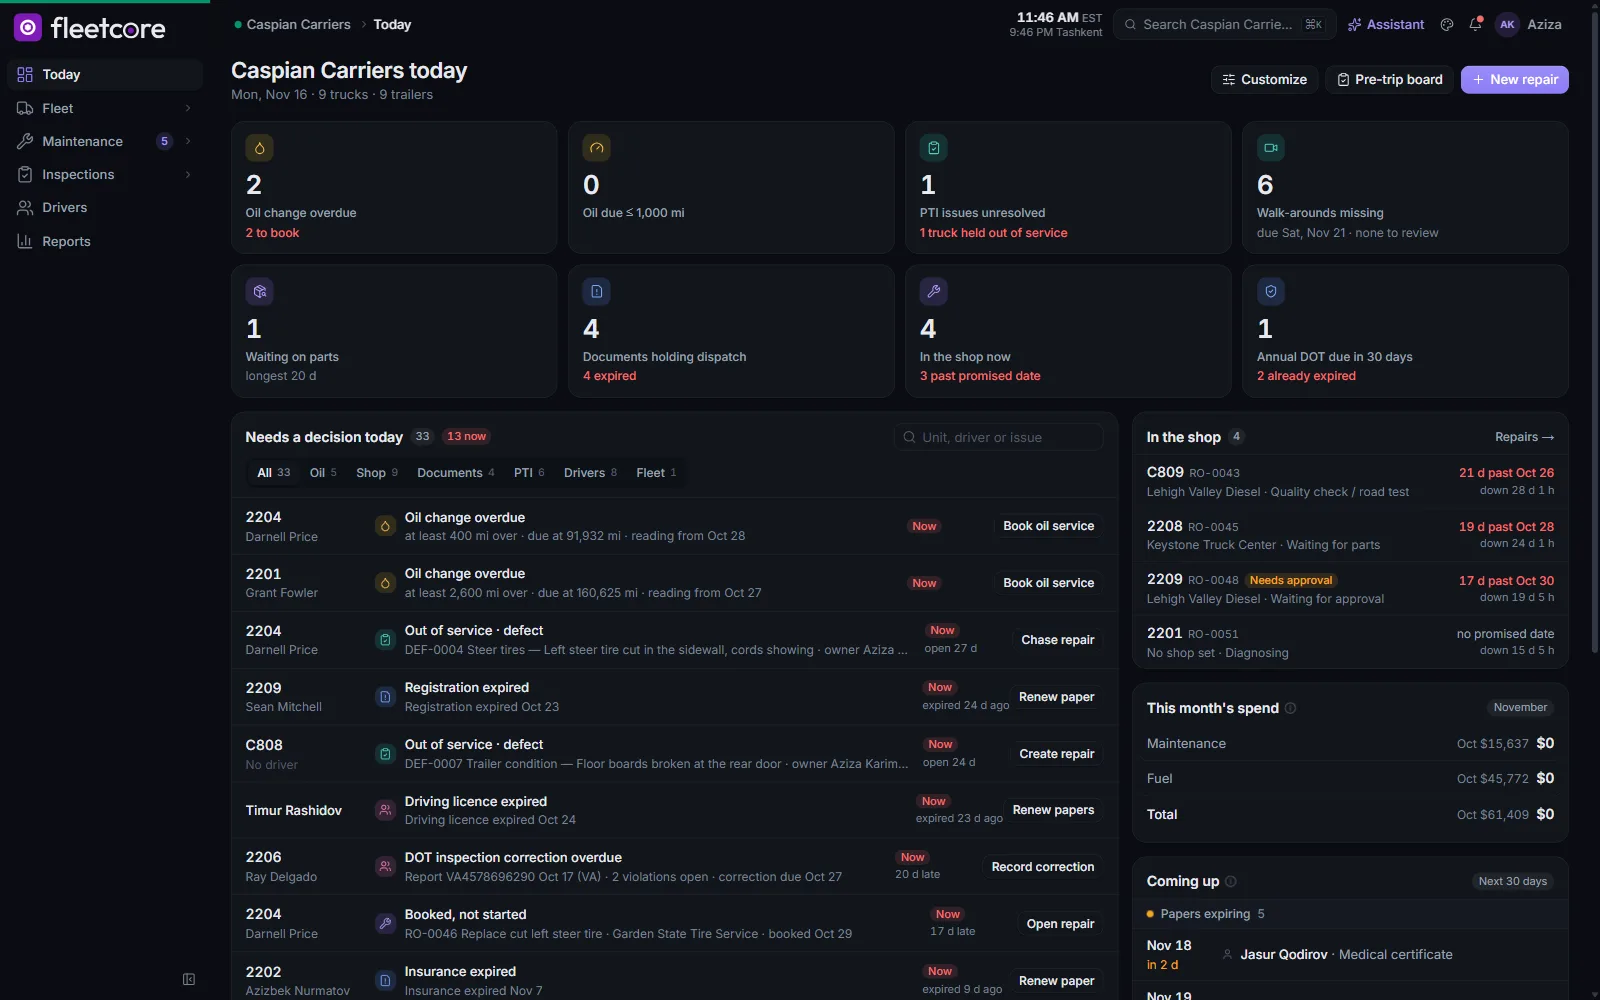 fleetcore
Caspian Carriers › Today
11:46 AM EST
9:46 PM Tashkent
Search Caspian Carrie... ⌘K
Assistant
AK Aziza
Today
Fleet
Maintenance 5
Inspections
Drivers
Reports
Caspian Carriers today
Mon, Nov 16 · 9 trucks · 9 trailers
Customize
Pre-trip board
+ New repair
2
Oil change overdue
2 to book
0
Oil due ≤ 1,000 mi
1
PTI issues unresolved
1 truck held out of service
6
Walk-arounds missing
due Sat, Nov 21 · none to review
1
Waiting on parts
longest 20 d
4
Documents holding dispatch
4 expired
4
In the shop now
3 past promised date
1
Annual DOT due in 30 days
2 already expired
Needs a decision today 33 13 now
Unit, driver or issue
All 33 Oil 5 Shop 9 Documents 4 PTI 6 Drivers 8 Fleet 1
2204
Darnell Price
Oil change overdue
at least 400 mi over · due at 91,932 mi · reading from Oct 28
Now
Book oil service
2201
Grant Fowler
Oil change overdue
at least 2,600 mi over · due at 160,625 mi · reading from Oct 27
Now
Book oil service
2204
Darnell Price
Out of service · defect
DEF-0004 Steer tires — Left steer tire cut in the sidewall, cords showing · owner Aziza ...
Now
open 27 d
Chase repair
2209
Sean Mitchell
Registration expired
Registration expired Oct 23
Now
expired 24 d ago
Renew paper
C808
No driver
Out of service · defect
DEF-0007 Trailer condition — Floor boards broken at the rear door · owner Aziza Karim...
Now
open 24 d
Create repair
Timur Rashidov
Driving licence expired
Driving licence expired Oct 24
Now
expired 23 d ago
Renew papers
2206
Ray Delgado
DOT inspection correction overdue
Report VA4578696290 Oct 17 (VA) · 2 violations open · correction due Oct 27
Now
20 d late
Record correction
2204
Darnell Price
Booked, not started
RO-0046 Replace cut left steer tire · Garden State Tire Service · booked Oct 29
Now
17 d late
Open repair
2202
Azizbek Nurmatov
Insurance expired
Insurance expired Nov 7
Now
expired 9 d ago
Renew paper
In the shop 4
Repairs →
C809 RO-0043
Lehigh Valley Diesel · Quality check / road test
21 d past Oct 26
down 28 d 1 h
2208 RO-0045
Keystone Truck Center · Waiting for parts
19 d past Oct 28
down 24 d 1 h
2209 RO-0048 Needs approval
Lehigh Valley Diesel · Waiting for approval
17 d past Oct 30
down 19 d 5 h
2201 RO-0051
No shop set · Diagnosing
no promised date
down 15 d 5 h
This month's spend
November
Maintenance Oct $15,637 $0
Fuel Oct $45,772 $0
Total Oct $61,409 $0
Coming up
Next 30 days
Papers expiring 5
Nov 18
in 2 d
Jasur Qodirov · Medical certificate
Nov 19